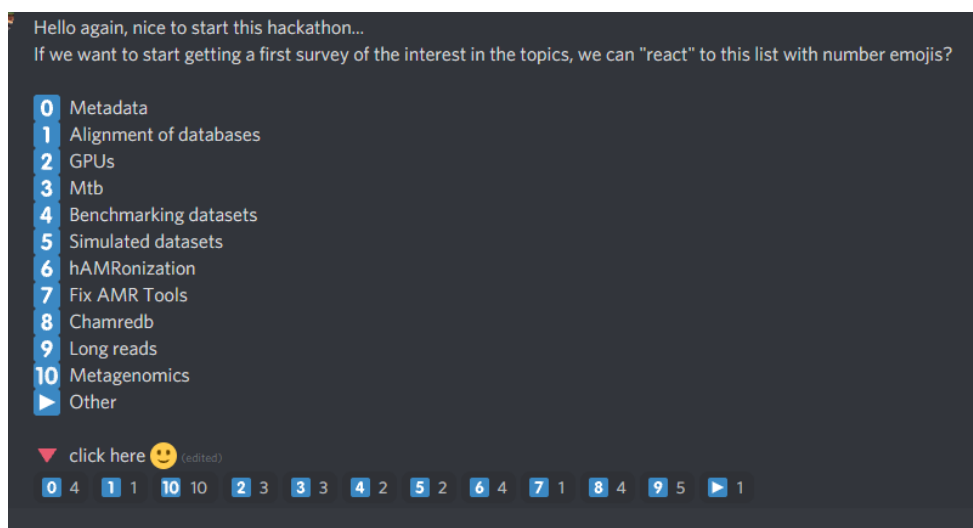 Hello again, nice to start this hackathon...
If we want to start getting a first survey of the interest in the topics, we can "react" to this list with number emojis?
0 Metadata
1 Alignment of databases
2 GPUs
3 Mtb
4 Benchmarking datasets
5 Simulated datasets
6 hAMRonization
7 Fix AMR Tools
8 Chamredb
9 Long reads
10 Metagenomics
▶ Other
🔻 click here 🙂 (edited)
0 4 1 1 10 10 2 3 3 3 4 2 5 2 6 4 7 1 8 4 9 5 ▶ 1